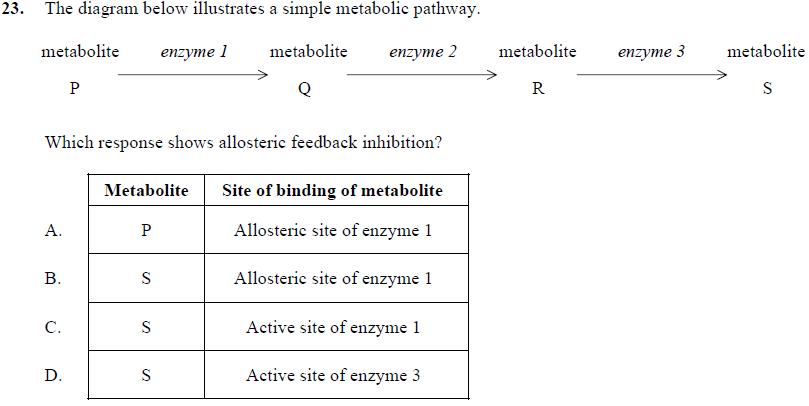 23. The diagram below illustrates a simple metabolic pathway.
metabolite enzyme 1 metabolite enzyme 2 metabolite enzyme 3 metabolite
P Q R S
Which response shows allosteric feedback inhibition?
Metabolite Site of binding of metabolite
A. P Allosteric site of enzyme 1
B. S Allosteric site of enzyme 1
C. S Active site of enzyme 1
D. S Active site of enzyme 3